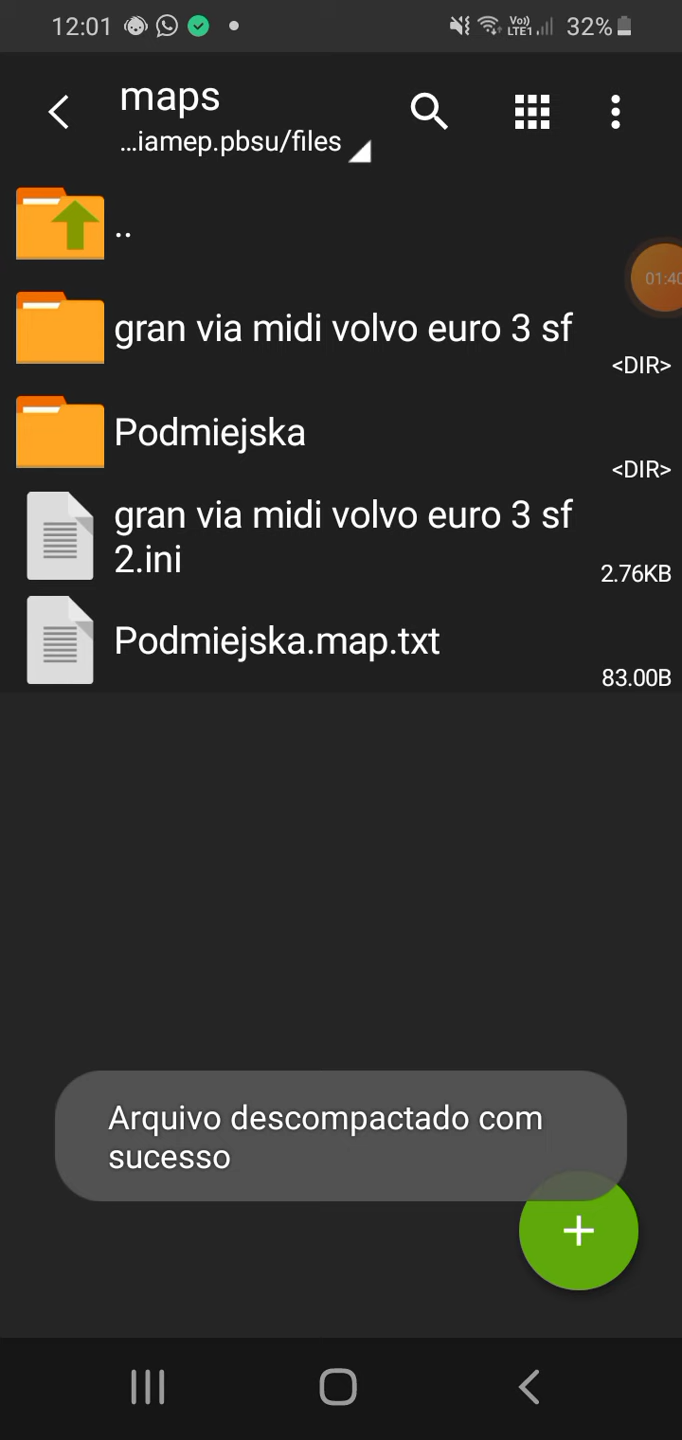 12:01
Vo)) LTE1
32%
maps
...iamep.pbsu/files
..
01:40
gran via midi volvo euro 3 sf
<DIR>
Podmiejska
<DIR>
gran via midi volvo euro 3 sf
2.ini
2.76KB
Podmiejska.map.txt
83.00B
Arquivo descompactado com
sucesso